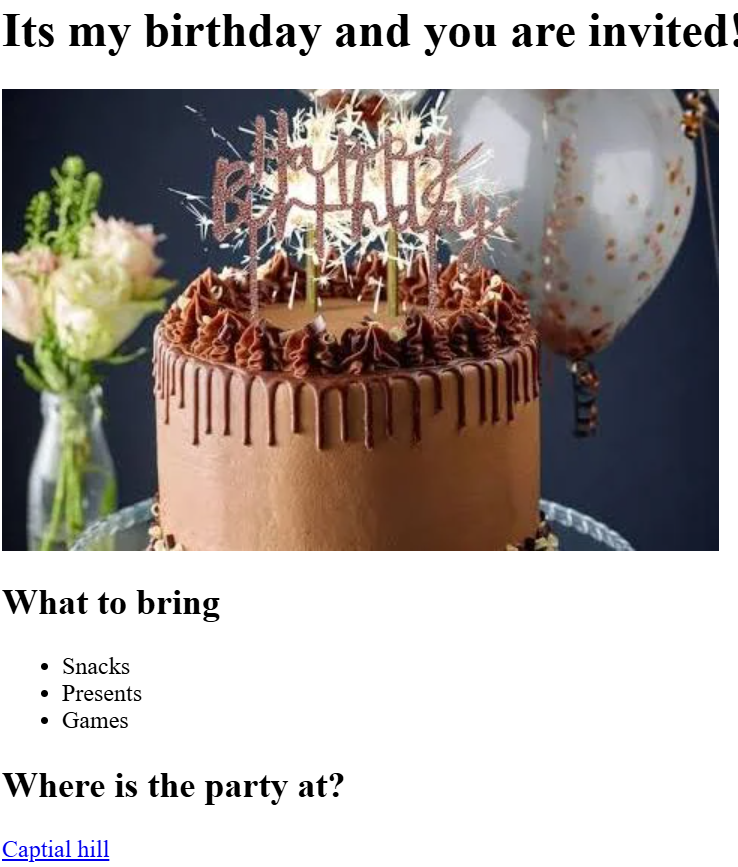 Its my birthday and you are invited!
Happy
Birthday
What to bring
Snacks
Presents
Games
Where is the party at?
Captial hill